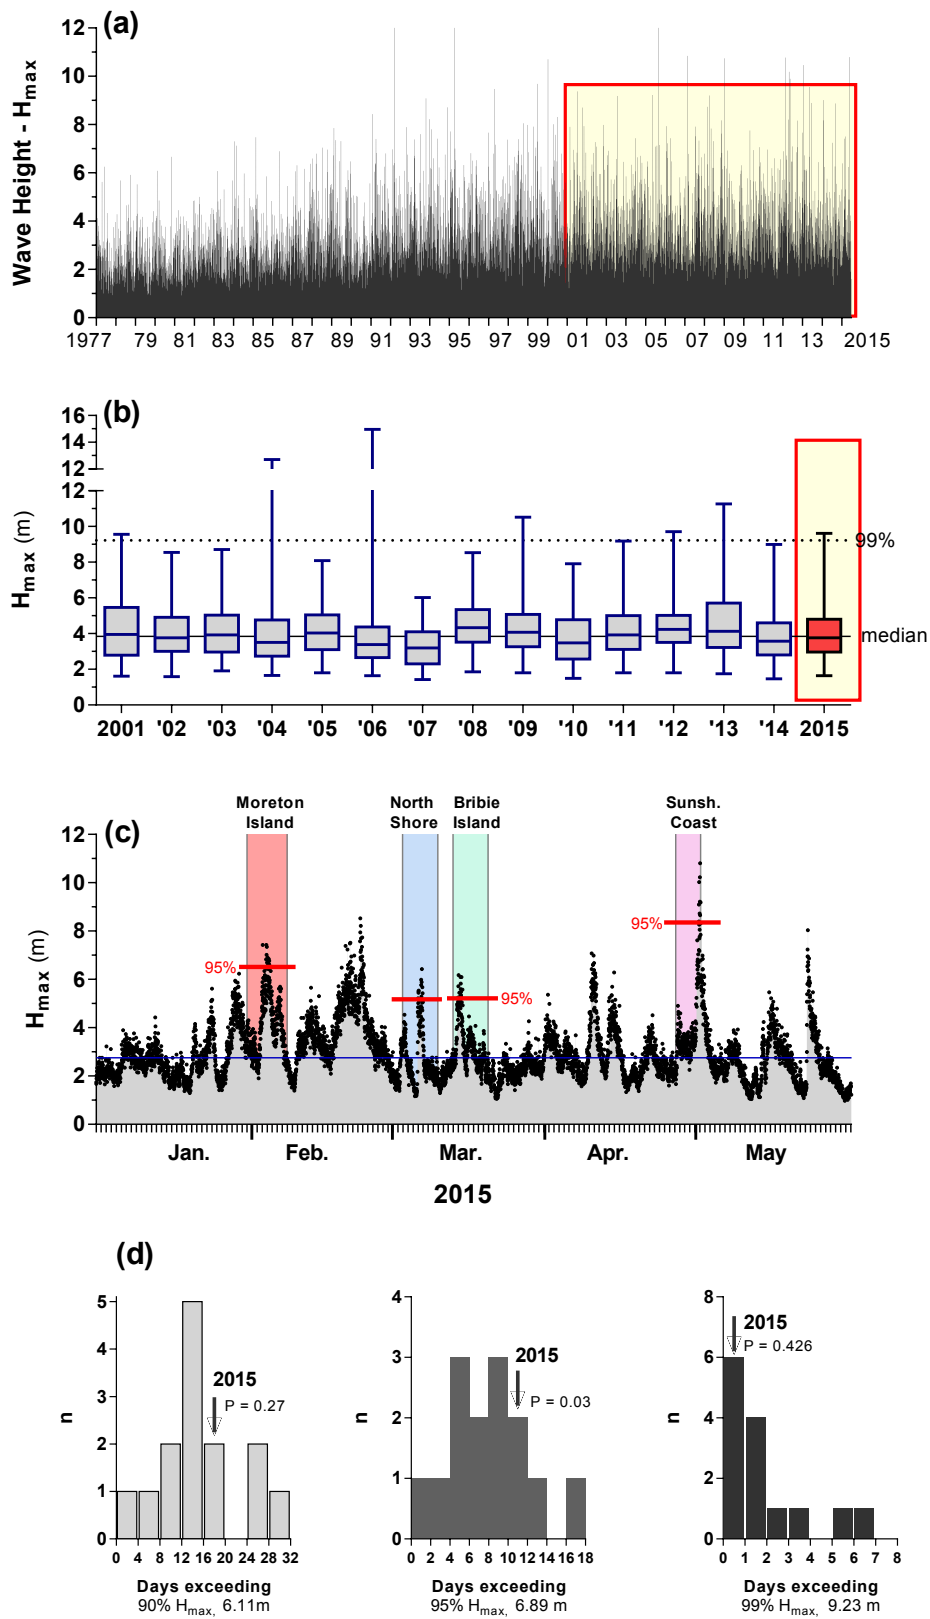 (a)
Wave Height - Hmax
12
10
8
6
4
2
0
1977 79 81 83 85 87 89 91 93 95 97 99 01 03 05 07 09 11 13 2015
(b)
Hmax (m)
16
14
12
12
10
8
6
4
2
0
99%
median
2001 '02 '03 '04 '05 '06 '07 '08 '09 '10 '11 '12 '13 '14 2015
Moreton
Island
North
Shore
Bribie
Island
Sunsh.
Coast
(c)
Hmax (m)
12
10
8
6
4
2
0
95%
95%
95%
Jan. Feb. Mar. Apr. May
2015
(d)
n
5
4
3
2
1
0
2015
P = 0.27
0 4 8 12 16 20 24 28 32
Days exceeding
90% Hmax, 6.11m
n
4
3
2
1
0
2015
P = 0.03
0 2 4 6 8 10 12 14 16 18
Days exceeding
95% Hmax, 6.89 m
n
8
6
4
2
0
2015
P = 0.426
0 1 2 3 4 5 6 7 8
Days exceeding
99% Hmax, 9.23 m